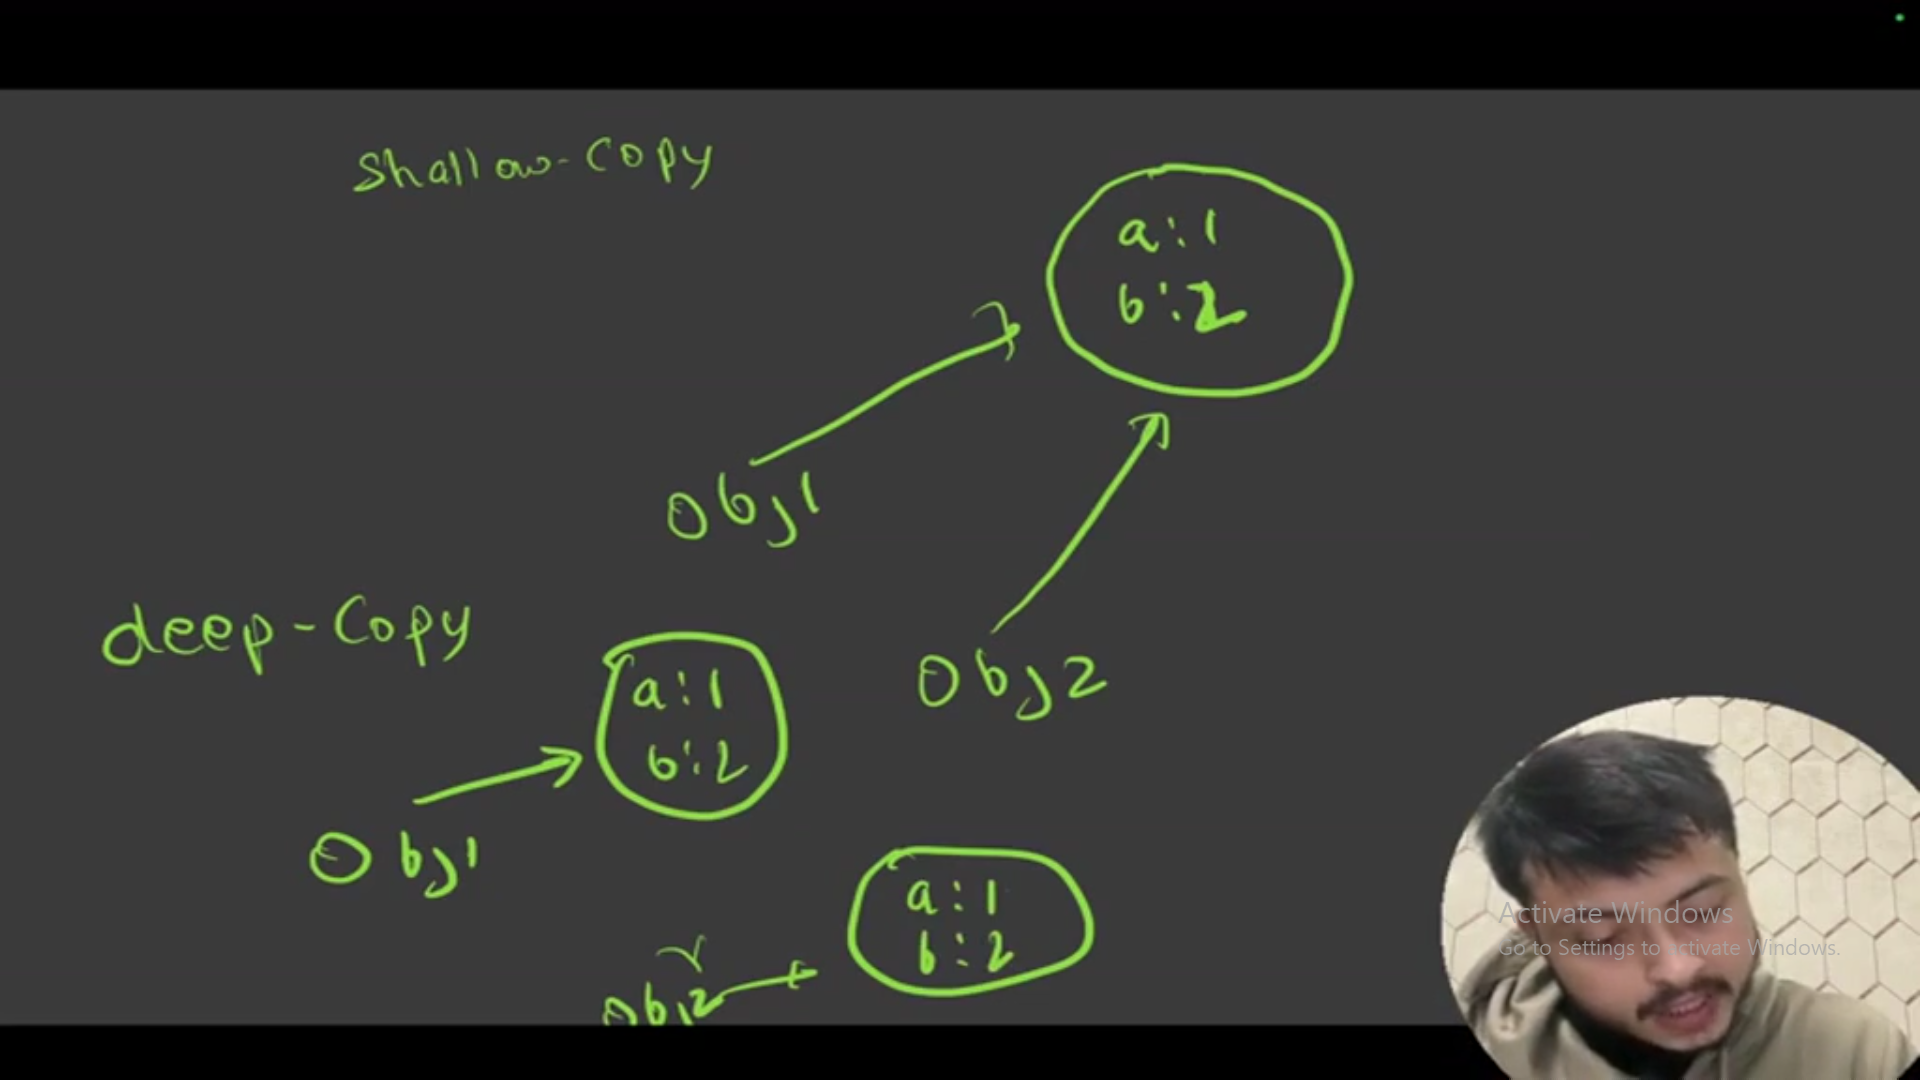 Shallow-Copy
a:1
b:2
Obj1
Obj2
deep-Copy
a:1
b:2
Obj1
a:1
b:2
Obj2
Activate Windows
Go to Settings to activate Windows.